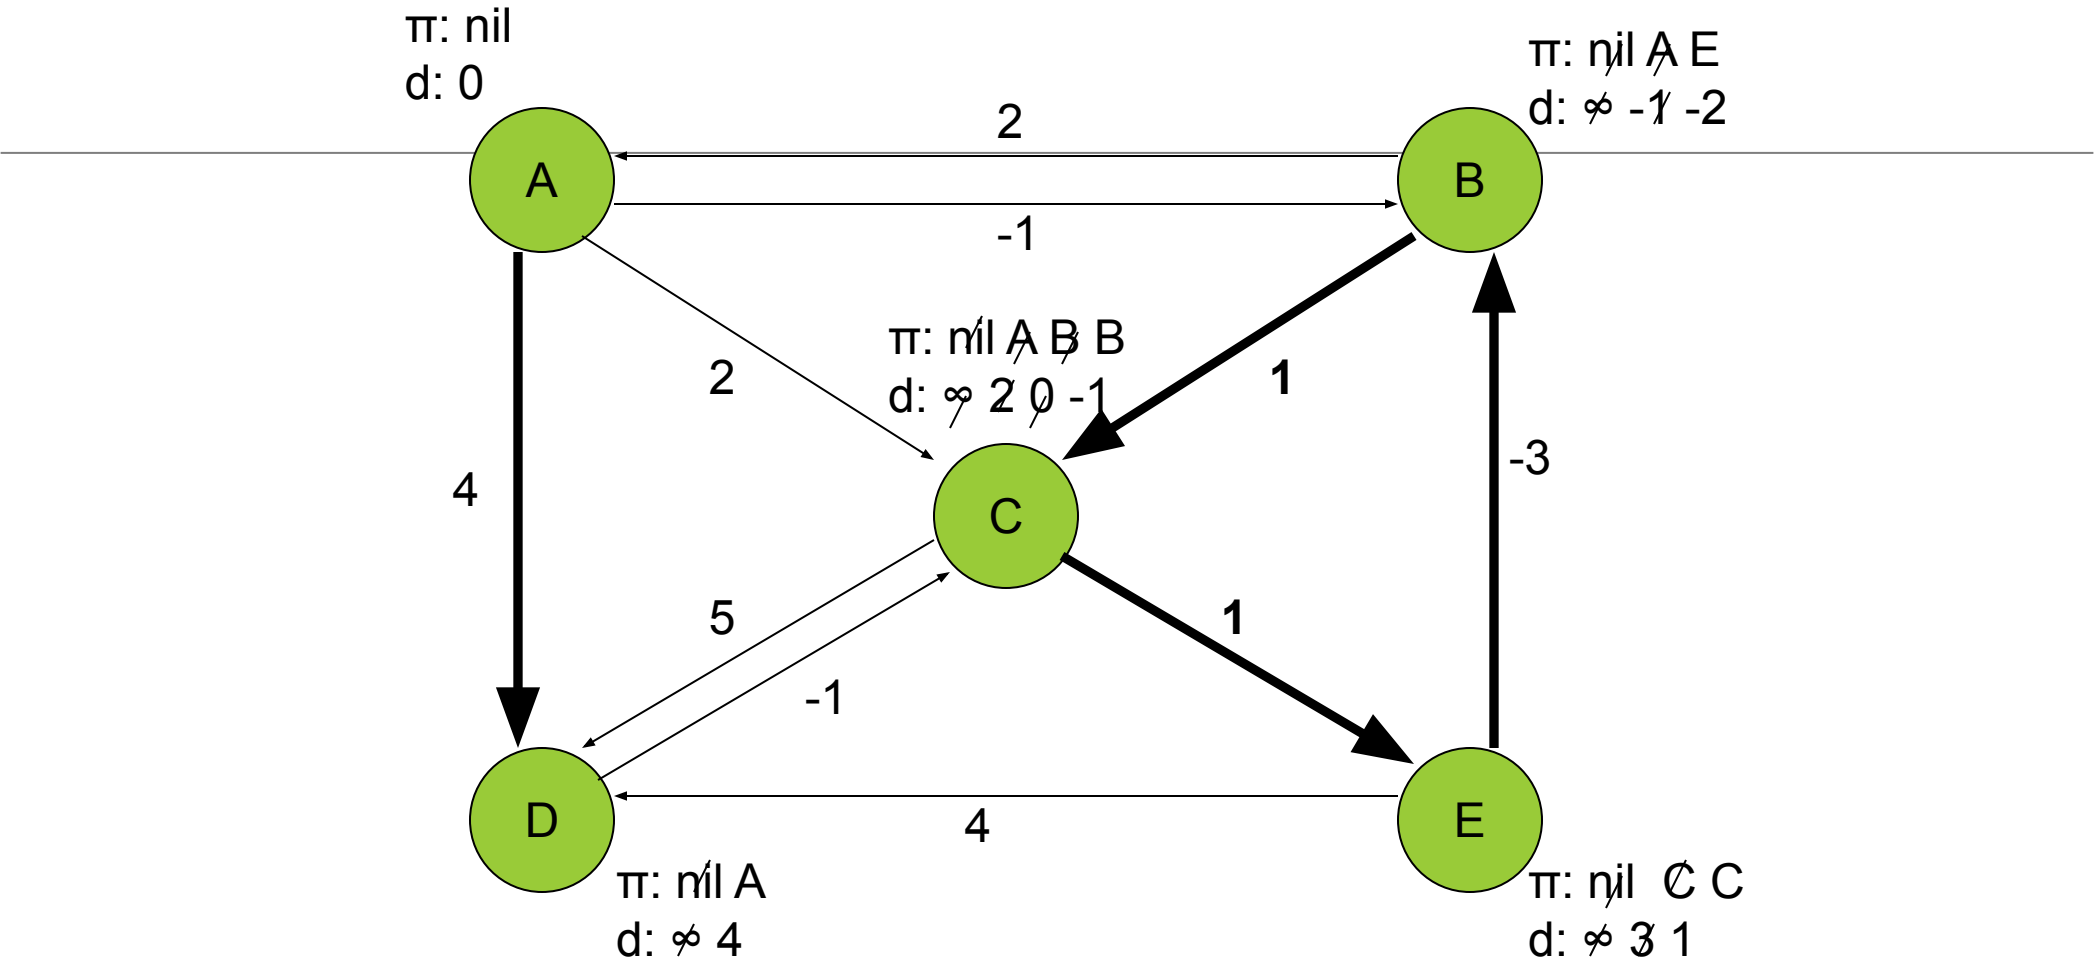 π: nil
d: 0
π: nil A E
d: ∞ -1 -2
2
A
B
-1
π: nil A B B
d: ∞ 2 0 -1
2
1
-3
4
C
5
1
-1
D
E
4
π: nil A
d: ∞ 4
π: nil C C
d: ∞ 3 1